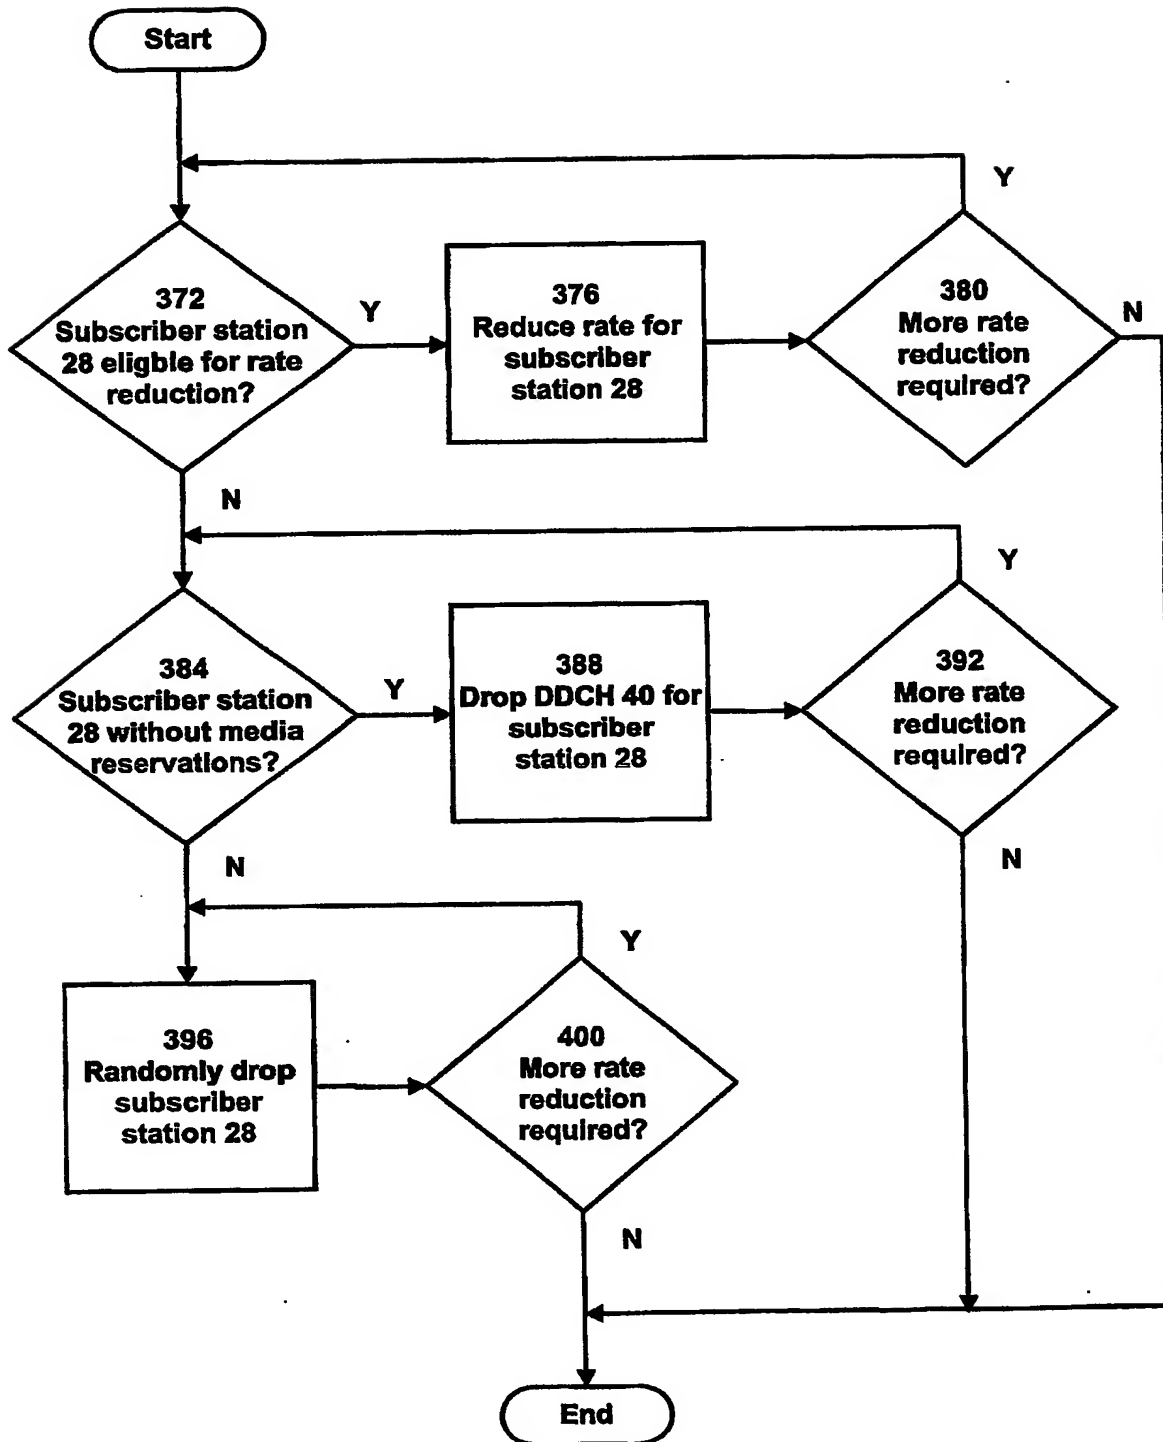 Start
Y
372
Subscriber station
28 eligble for rate
reduction?
Y
376
Reduce rate for
subscriber
station 28
380
More rate
reduction
required?
N
N
Y
384
Subscriber station
28 without media
reservations?
Y
388
Drop DDCH 40 for
subscriber
station 28
392
More rate
reduction
required?
N
N
Y
396
Randomly drop
subscriber
station 28
400
More rate
reduction
required?
N
End